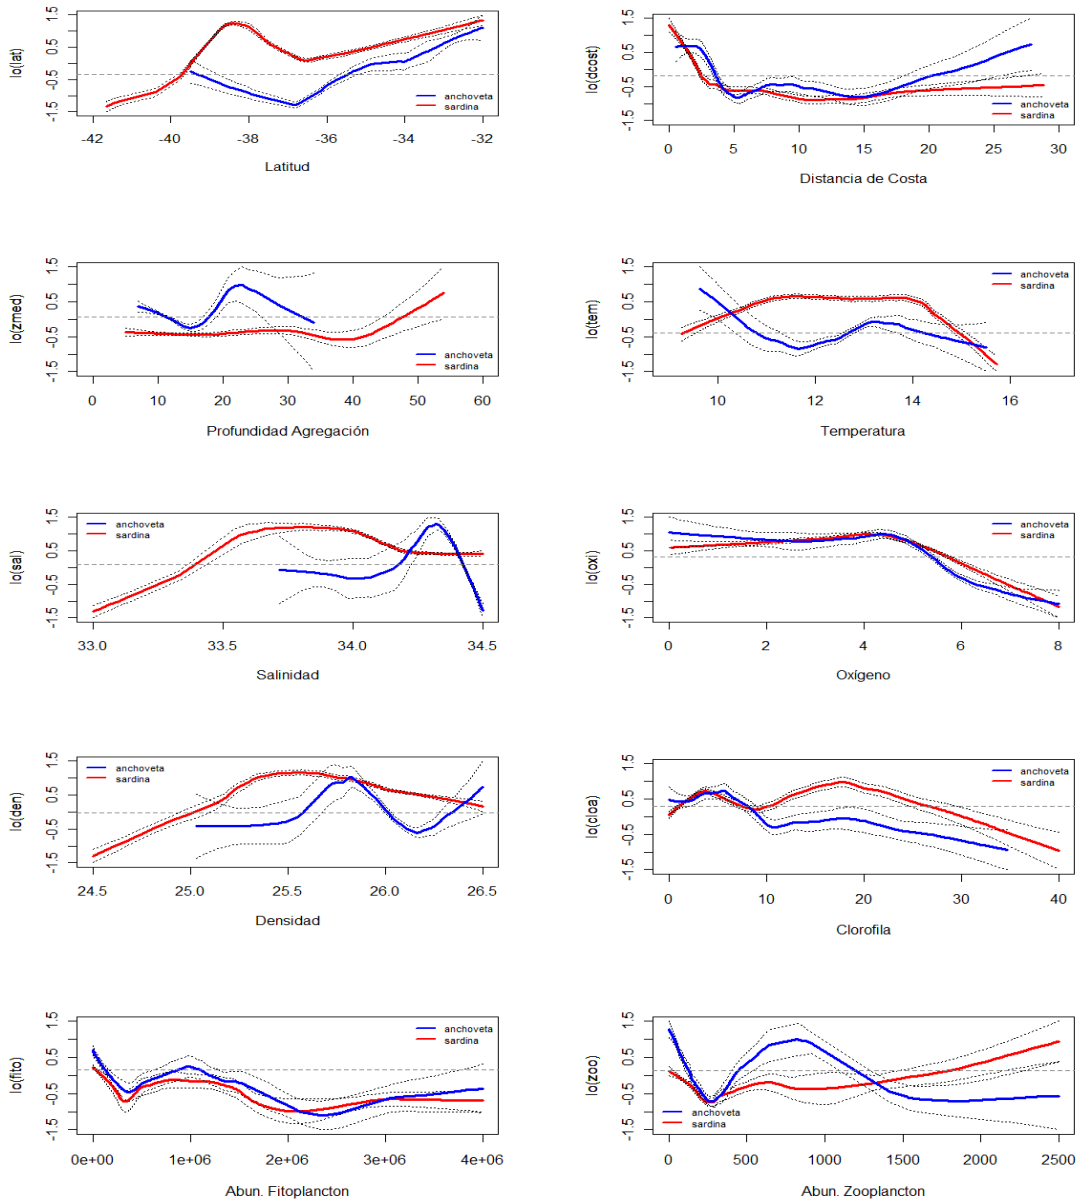 lo(lat)
1.5
0.5
-0.5
-1.5
anchoveta
sardina
-42
-40
-38
-36
-34
-32
Latitud
lo(dcost)
1.5
0.5
-0.5
-1.5
anchoveta
sardina
0
5
10
15
20
25
30
Distancia de Costa
lo(zmed)
1.5
0.5
-0.5
-1.5
anchoveta
sardina
0
10
20
30
40
50
60
Profundidad Agregación
lo(tem)
1.5
0.5
-0.5
-1.5
anchoveta
sardina
10
12
14
16
Temperatura
lo(sal)
1.5
0.5
-0.5
-1.5
anchoveta
sardina
33.0
33.5
34.0
34.5
Salinidad
lo(oxi)
1.5
0.5
-0.5
-1.5
anchoveta
sardina
0
2
4
6
8
Oxígeno
lo(den)
1.5
0.5
-0.5
-1.5
anchoveta
sardina
24.5
25.0
25.5
26.0
26.5
Densidad
lo(cloa)
1.5
0.5
-0.5
-1.5
anchoveta
sardina
0
10
20
30
40
Clorofila
lo(fito)
1.5
0.5
-0.5
-1.5
anchoveta
sardina
0e+00
1e+06
2e+06
3e+06
4e+06
Abun. Fitoplancton
lo(zoo)
1.5
0.5
-0.5
-1.5
anchoveta
sardina
0
500
1000
1500
2000
2500
Abun. Zooplancton